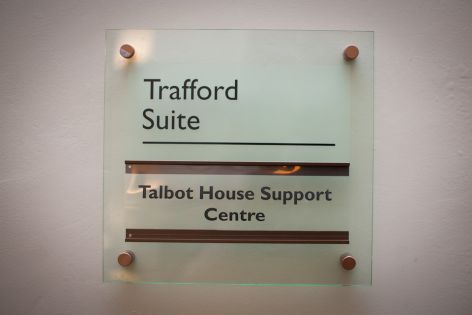 Trafford
Suite
Talbot House Support
Centre